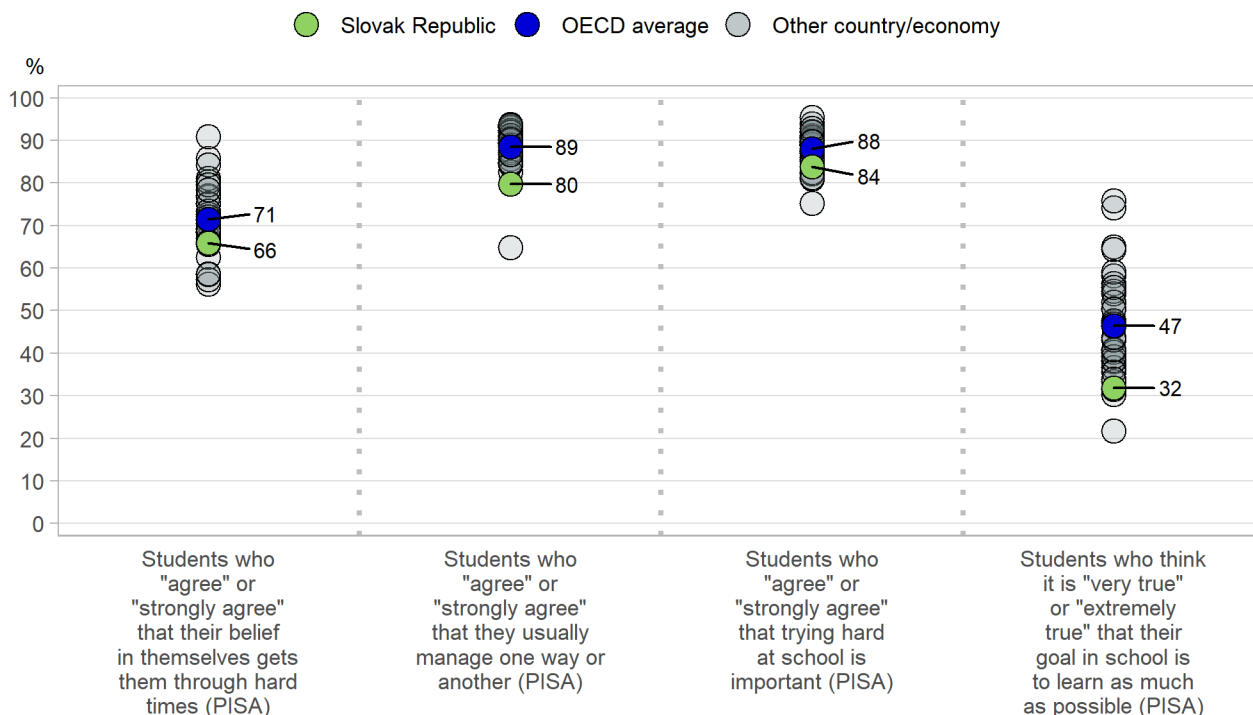 Slovak Republic OECD average Other country/economy
%
100
90
80
70
60
50
40
30
20
10
0
71
66
89
80
88
84
47
32
Students who
"agree" or
"strongly agree"
that their belief
in themselves gets
them through hard
times (PISA)
Students who
"agree" or
"strongly agree"
that they usually
manage one way or
another (PISA)
Students who
"agree" or
"strongly agree"
that trying hard
at school is
important (PISA)
Students who think
it is "very true"
or "extremely
true" that their
goal in school is
to learn as much
as possible (PISA)